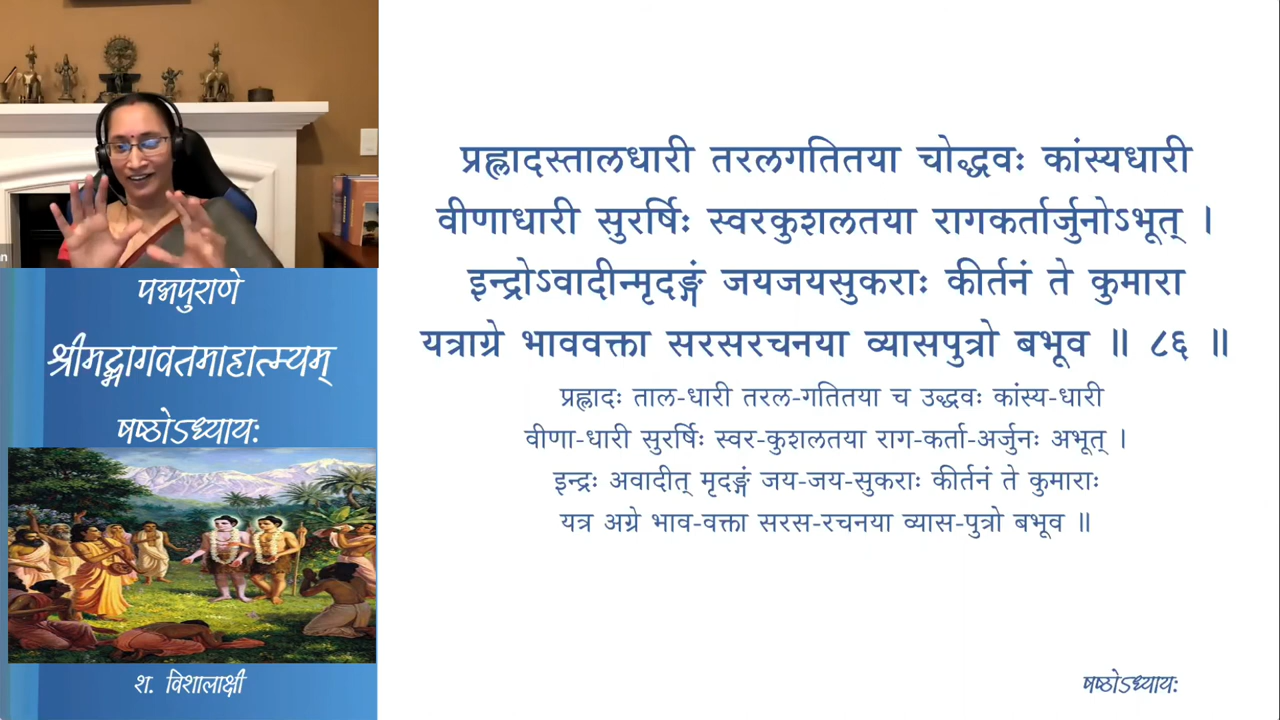 पद्मपुराणे
श्रीमद्भागवतमाहात्म्यम्
षष्ठोऽध्यायः
श. विशालाक्षी
प्रह्लादस्तालधारी तरलगतितया चोद्धवः कांस्यधारी
वीणाधारी सुरर्षिः स्वरकुशलतया रागकर्तार्जुनोऽभूत् ।
इन्द्रोऽवादीन्मृदङ्गं जयजयसुकराः कीर्तनं ते कुमारा
यत्राग्रे भाववक्ता सरसरचनया व्यासपुत्रो बभूव ॥ ८६ ॥
प्रह्लादः ताल-धारी तरल-गतितया च उद्धवः कांस्य-धारी
वीणा-धारी सुरर्षिः स्वर-कुशलतया राग-कर्ता-अर्जुनः अभूत् ।
इन्द्रः अवादीत् मृदङ्गं जय-जय-सुकराः कीर्तनं ते कुमाराः
यत्र अग्रे भाव-वक्ता सरस-रचनया व्यास-पुत्रो बभूव ॥
षष्ठोऽध्यायः